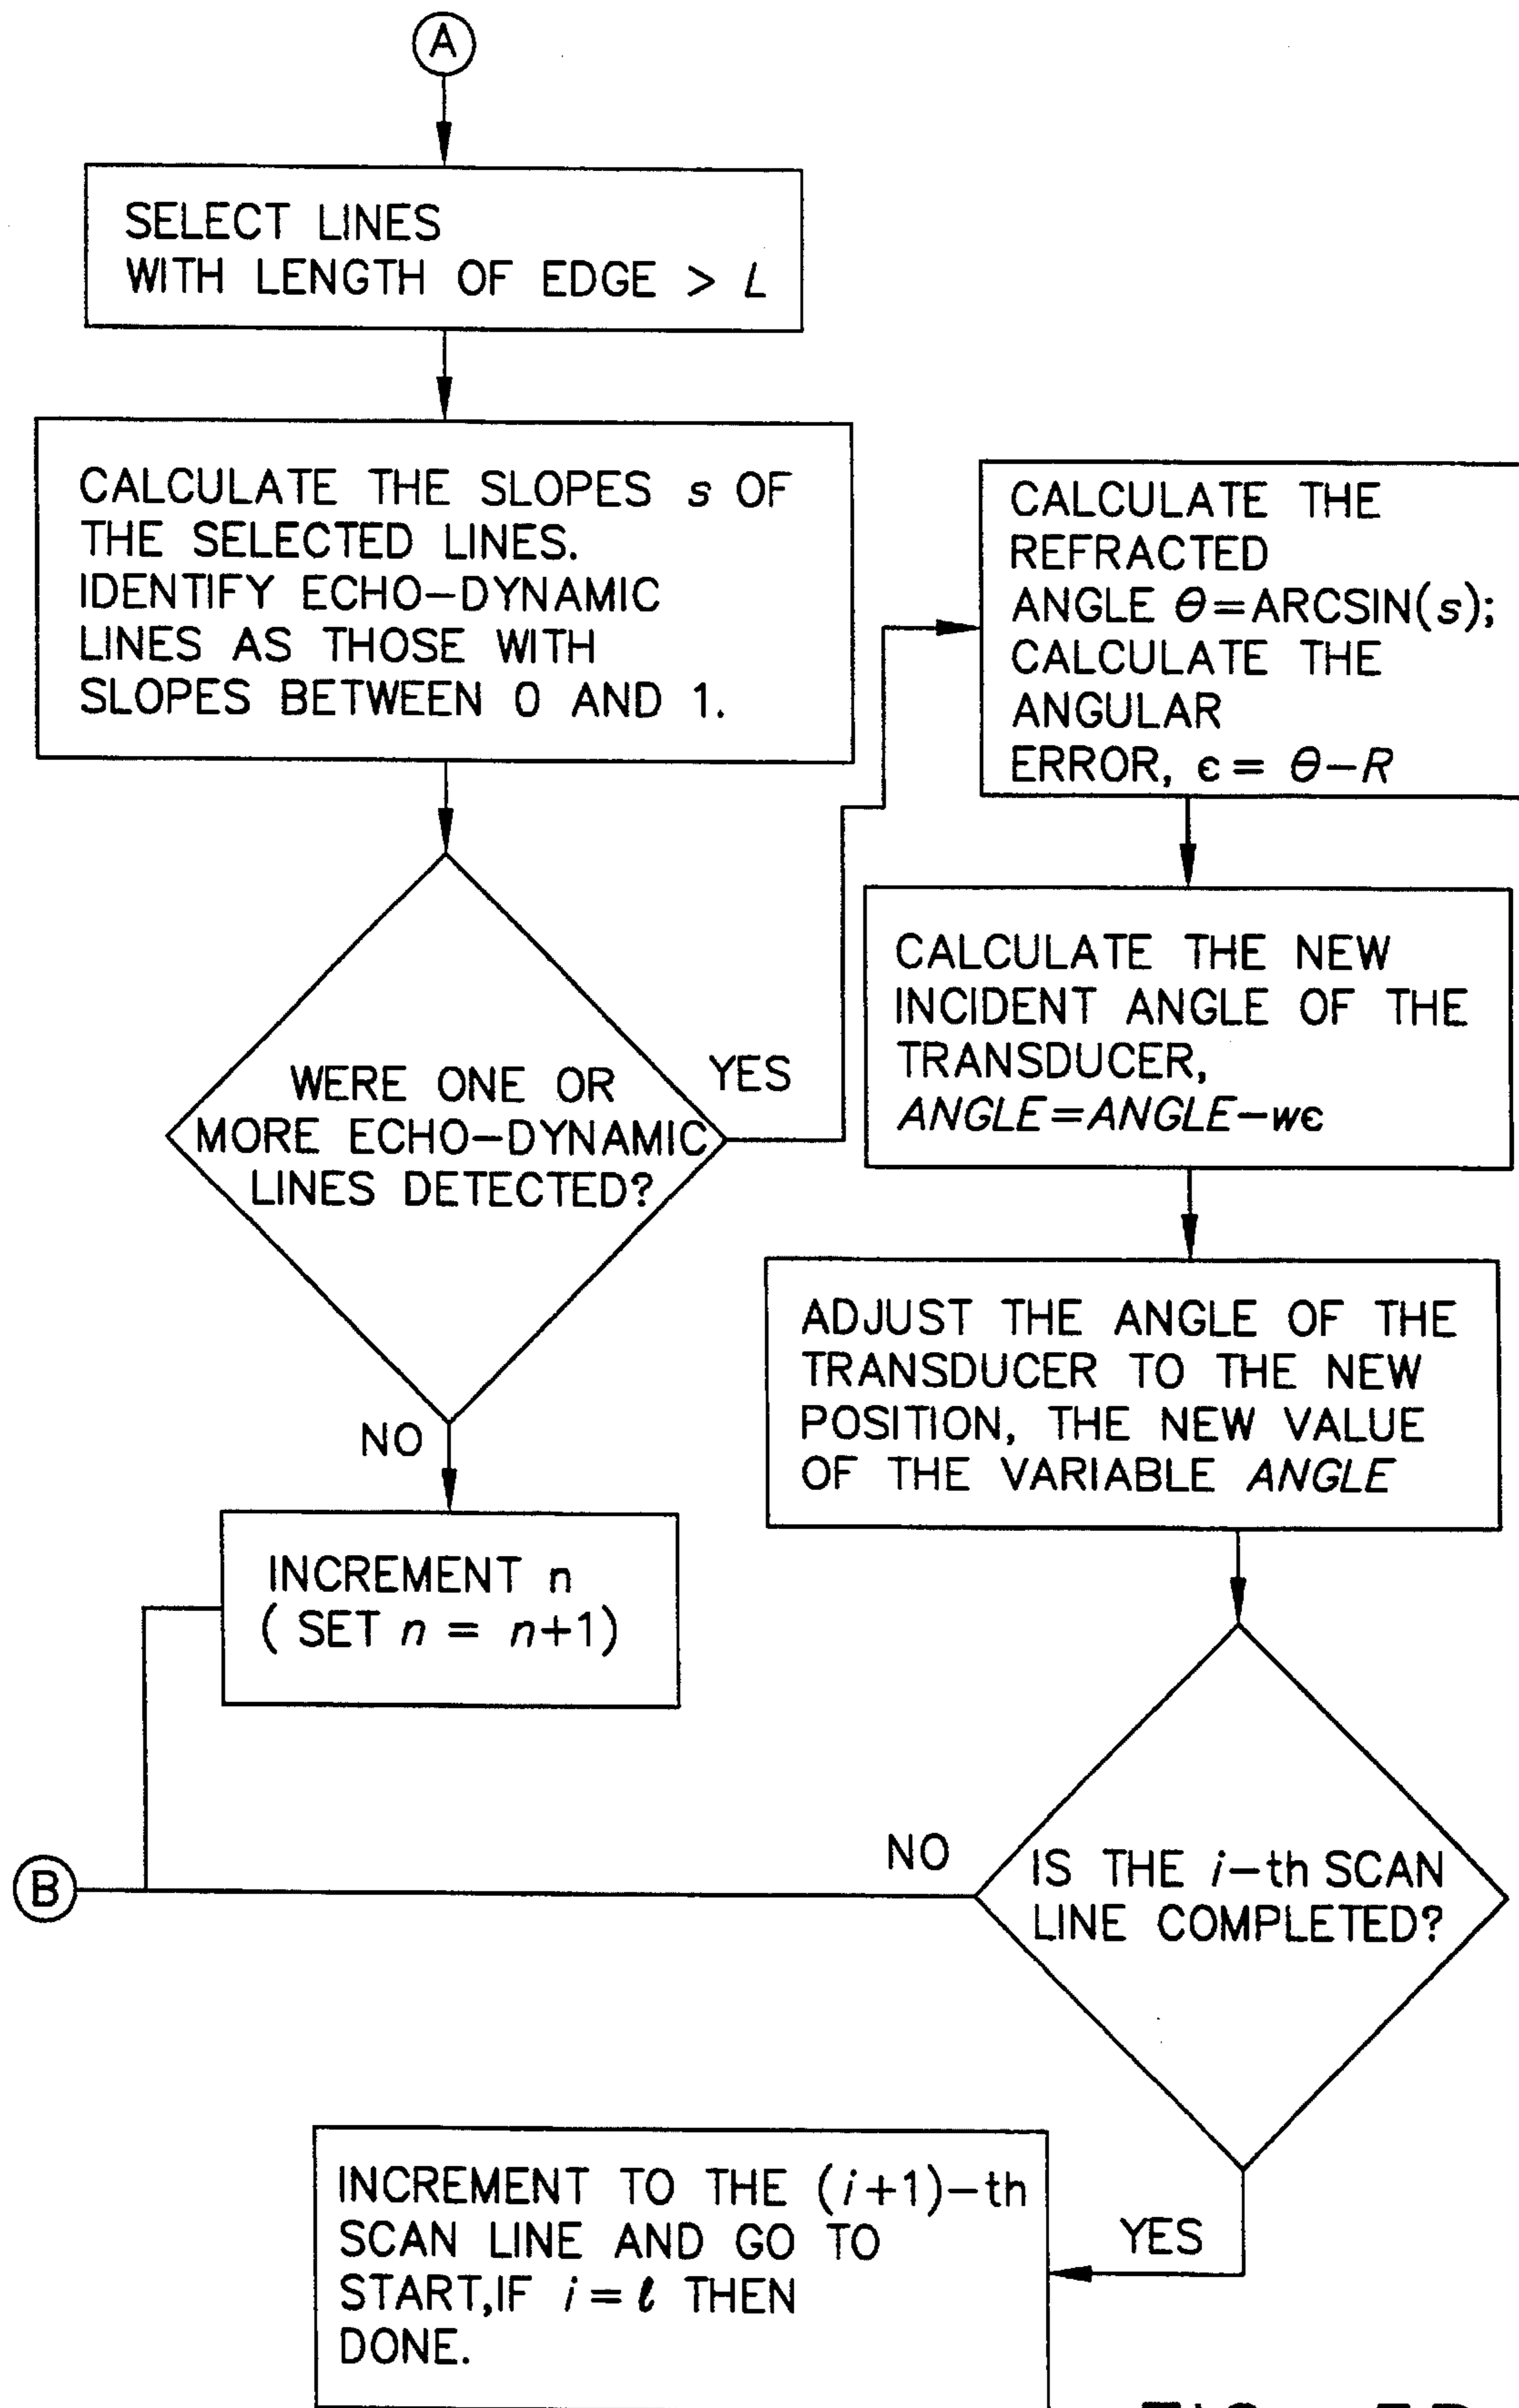 A
SELECT LINES
WITH LENGTH OF EDGE > L
CALCULATE THE SLOPES s OF
THE SELECTED LINES.
IDENTIFY ECHO–DYNAMIC
LINES AS THOSE WITH
SLOPES BETWEEN 0 AND 1.
WERE ONE OR
MORE ECHO–DYNAMIC
LINES DETECTED?
YES
NO
INCREMENT n
( SET n = n+1)
CALCULATE THE
REFRACTED
ANGLE θ=ARCSIN(s);
CALCULATE THE
ANGULAR
ERROR, ϵ= θ–R
CALCULATE THE NEW
INCIDENT ANGLE OF THE
TRANSDUCER,
ANGLE=ANGLE–wϵ
ADJUST THE ANGLE OF THE
TRANSDUCER TO THE NEW
POSITION, THE NEW VALUE
OF THE VARIABLE ANGLE
IS THE i–th SCAN
LINE COMPLETED?
NO
B
YES
INCREMENT TO THE (i+1)–th
SCAN LINE AND GO TO
START,IF i=ℓ THEN
DONE.